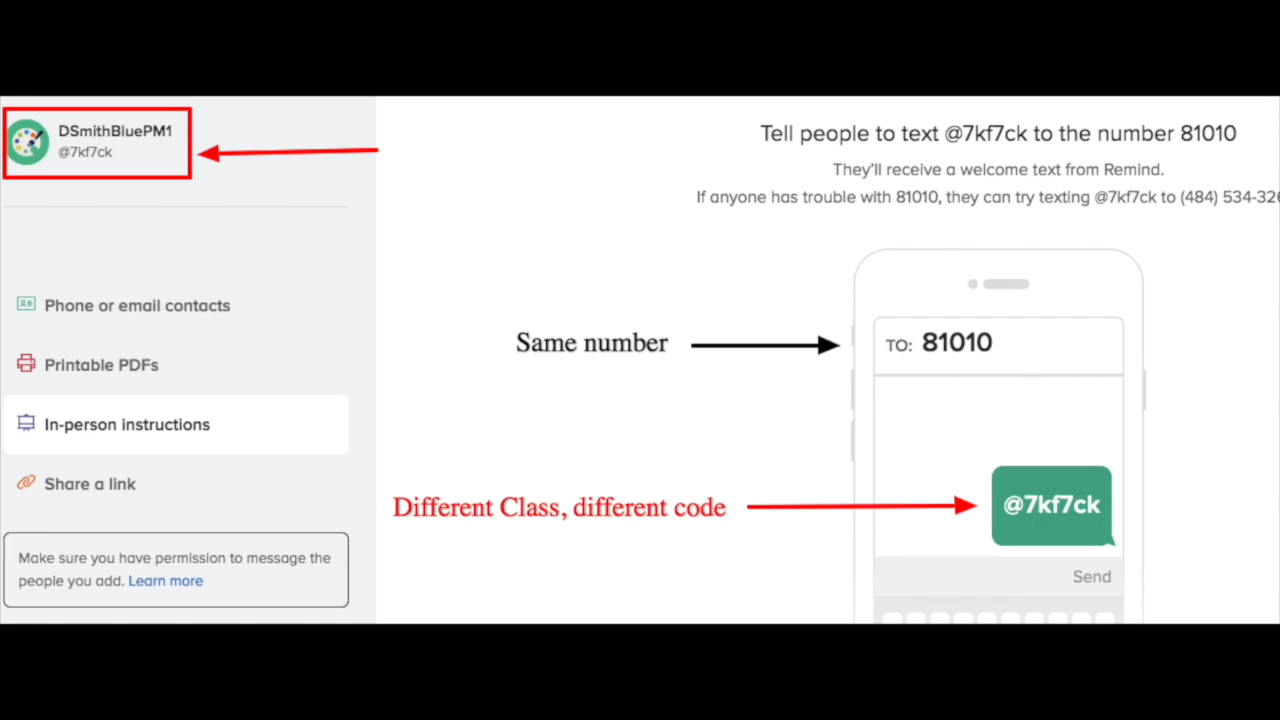 DSmithBluePM1
@7kf7ck
Phone or email contacts
Printable PDFs
In-person instructions
Share a link
Make sure you have permission to message the
people you add. Learn more
Tell people to text @7kf7ck to the number 81010
They'll receive a welcome text from Remind.
If anyone has trouble with 81010, they can try texting @7kf7ck to (484) 534-326
Same number
TO: 81010
Different Class, different code
@7kf7ck
Send